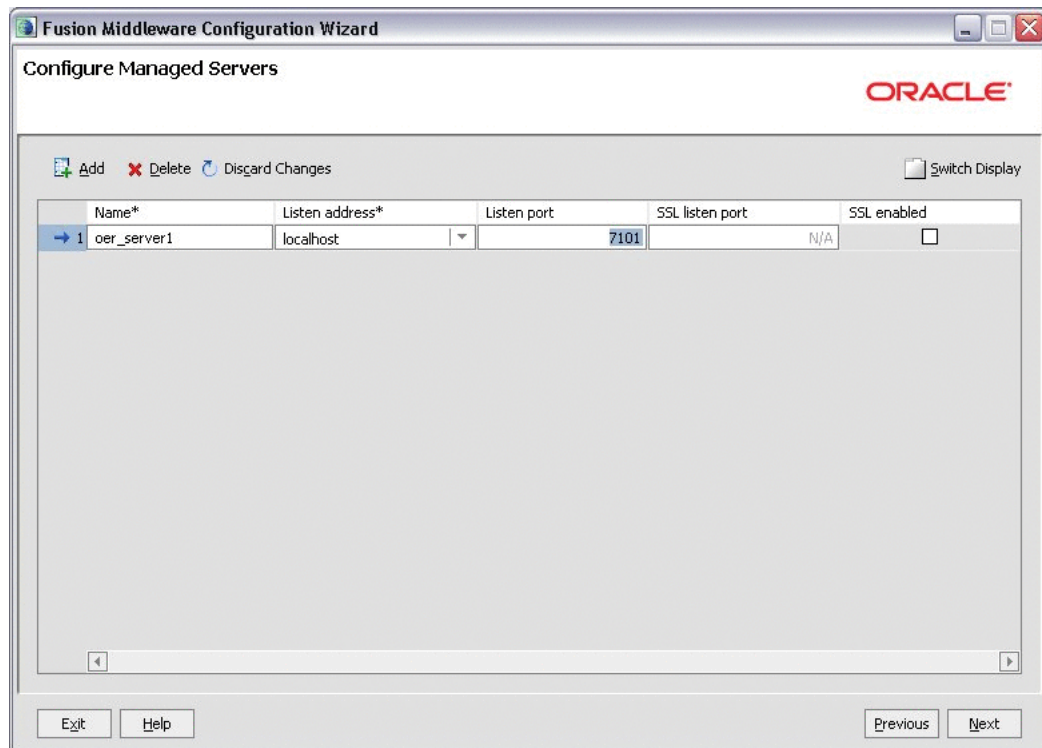 Fusion Middleware Configuration Wizard
Configure Managed Servers
ORACLE
Add Delete Discard Changes Switch Display
Name* Listen address* Listen port SSL listen port SSL enabled
1 oer_server1 localhost 7101 N/A
Exit Help Previous Next